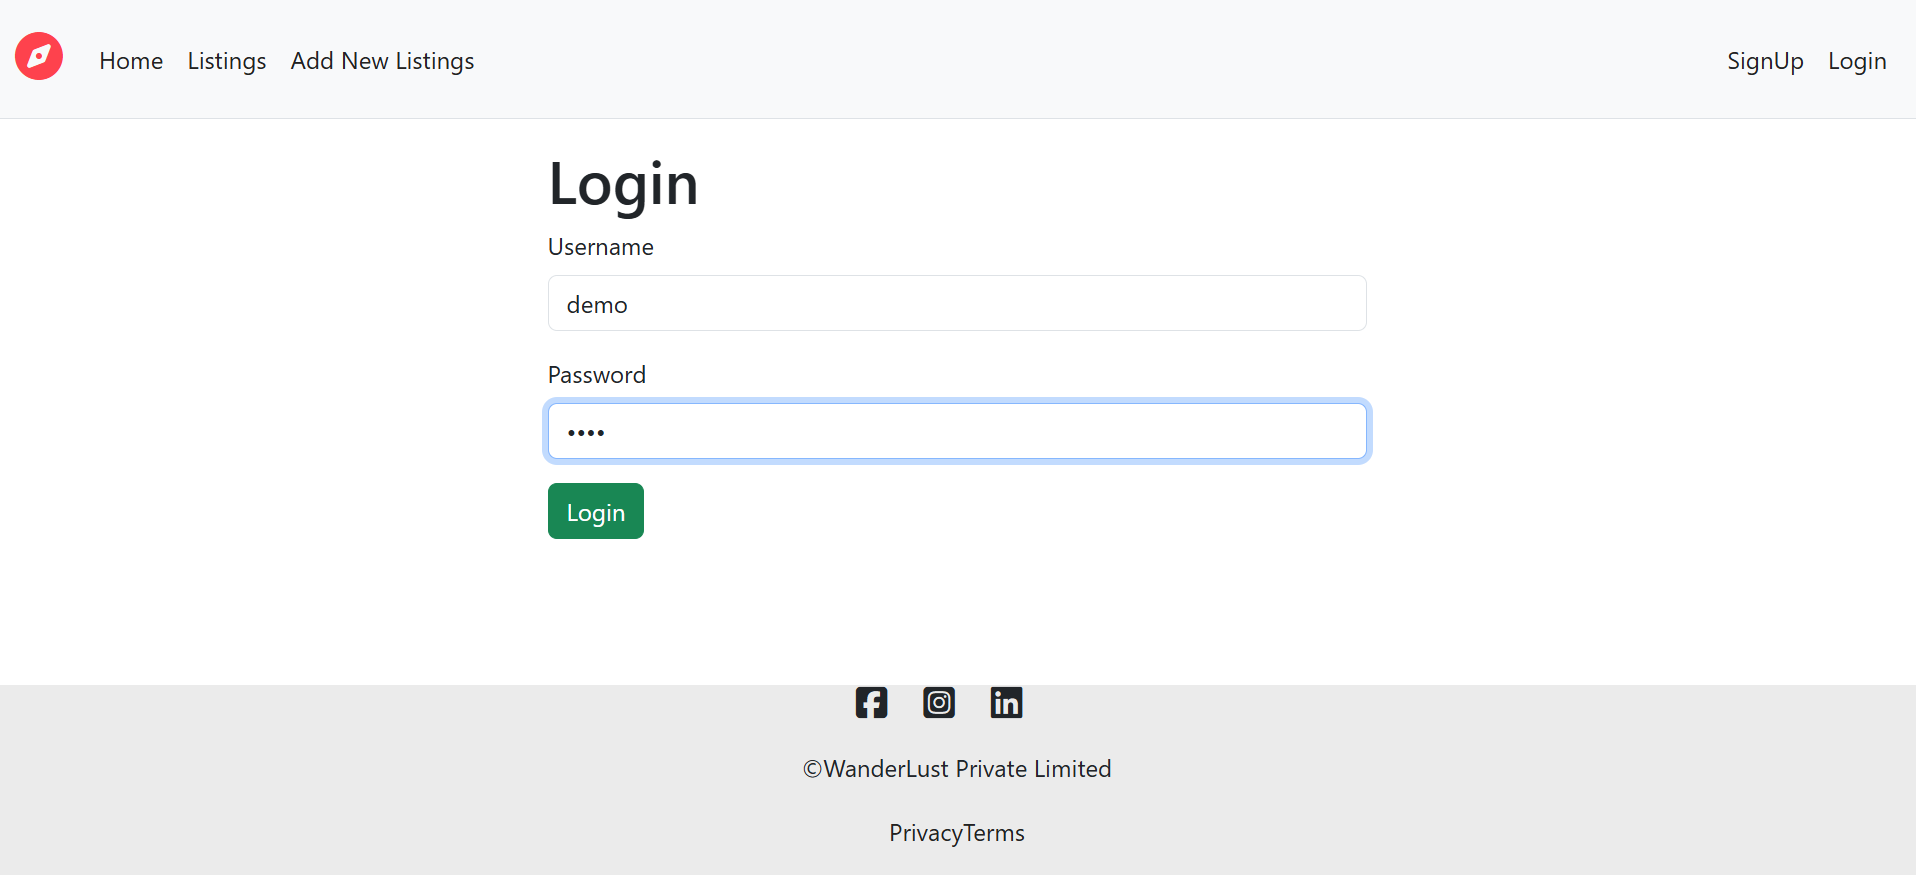 Home Listings Add New Listings SignUp Login
Login
Username
demo
Password
••••
Login
©WanderLust Private Limited
PrivacyTerms